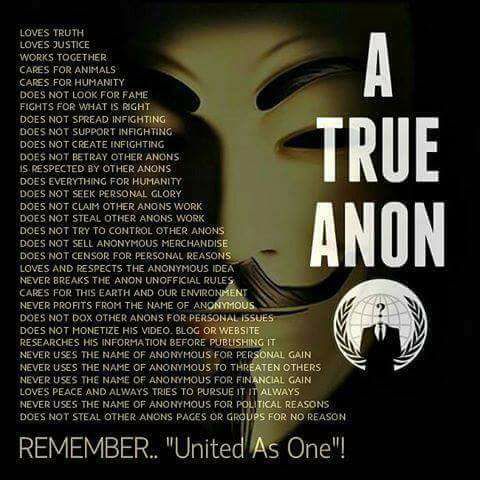 LOVES TRUTH
LOVES JUSTICE
WORKS TOGETHER
CARES FOR ANIMALS
CARES FOR HUMANITY
DOES NOT LOOK FOR FAME
FIGHTS FOR WHAT IS RIGHT
DOES NOT SPREAD INFIGHTING
DOES NOT SUPPORT INFIGHTING
DOES NOT CREATE INFIGHTING
DOES NOT BETRAY OTHER ANONS
IS RESPECTED BY OTHER ANONS
DOES EVERYTHING FOR HUMANITY
DOES NOT SEEK PERSONAL GLORY
DOES NOT CLAIM OTHER ANONS WORK
DOES NOT STEAL OTHER ANONS WORK
DOES NOT TRY TO CONTROL OTHER ANONS
DOES NOT SELL ANONYMOUS MERCHANDISE
DOES NOT CENSOR FOR PERSONAL REASONS
LOVES AND RESPECTS THE ANONYMOUS IDEA
NEVER BREAKS THE ANON UNOFFICIAL RULES
CARES FOR THIS EARTH AND OUR ENVIRONMENT
NEVER PROFITS FROM THE NAME OF ANONYMOUS
DOES NOT DOX OTHER ANONS FOR PERSONAL ISSUES
DOES NOT MONETIZE HIS VIDEO. BLOG OR WEBSITE
RESEARCHES HIS INFORMATION BEFORE PUBLISHING IT
NEVER USES THE NAME OF ANONYMOUS FOR PERSONAL GAIN
NEVER USES THE NAME OF ANONYMOUS TO THREATEN OTHERS
NEVER USES THE NAME OF ANONYMOUS FOR FINANCIAL GAIN
LOVES PEACE AND ALWAYS TRIES TO PURSUE IT IT ALWAYS
NEVER USES THE NAME OF ANONYMOUS FOR POLITICAL REASONS
DOES NOT STEAL OTHER ANONS PAGES OR GROUPS FOR NO REASON
REMEMBER.. "United As One"!
A
TRUE
ANON
?